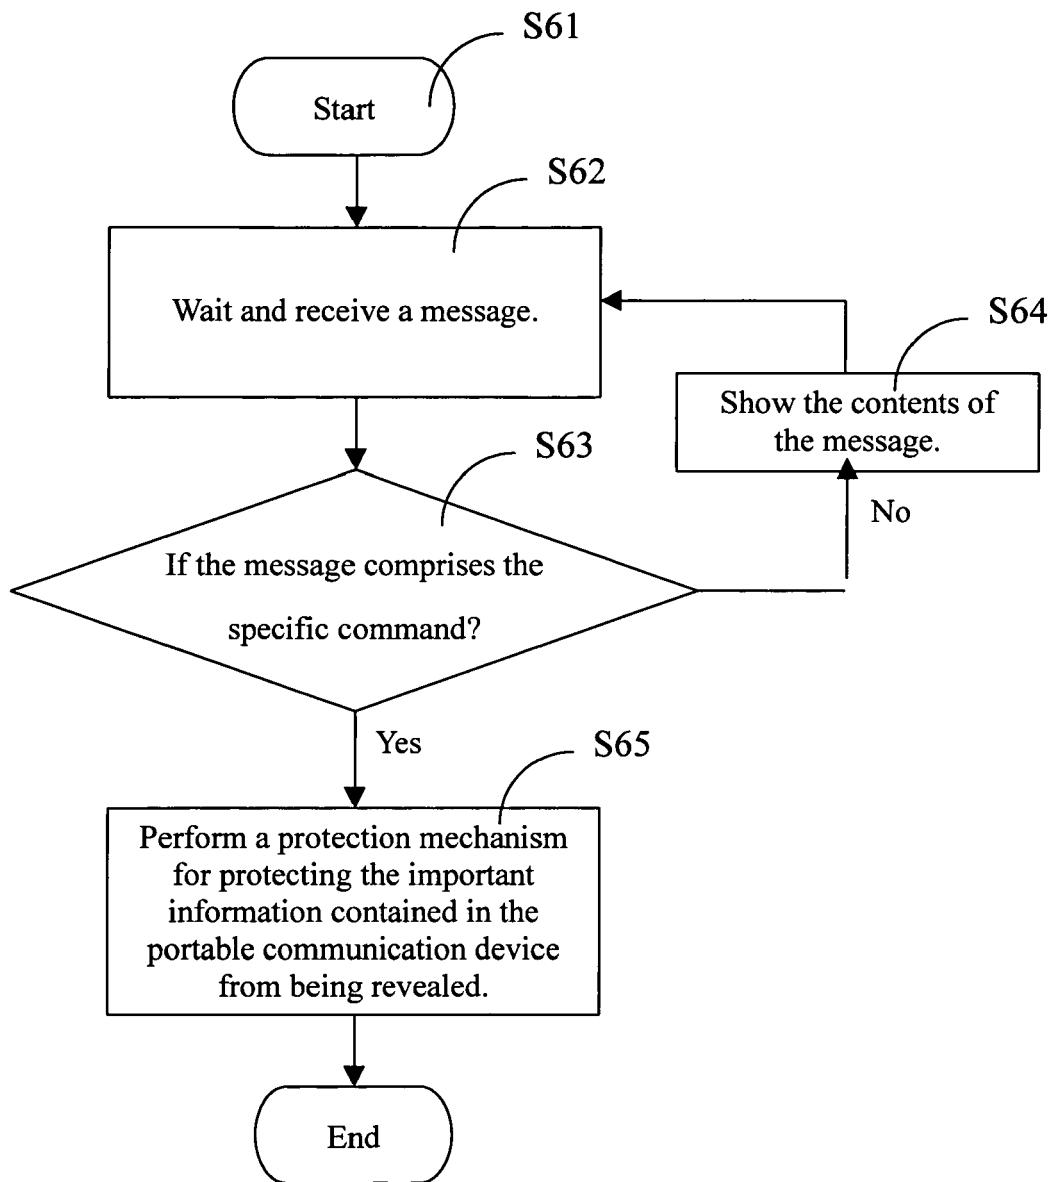 S61
Start
S62
Wait and receive a message.
S64
Show the contents of
the message.
S63
No
If the message comprises the
specific command?
Yes
S65
Perform a protection mechanism
for protecting the important
information contained in the
portable communication device
from being revealed.
End